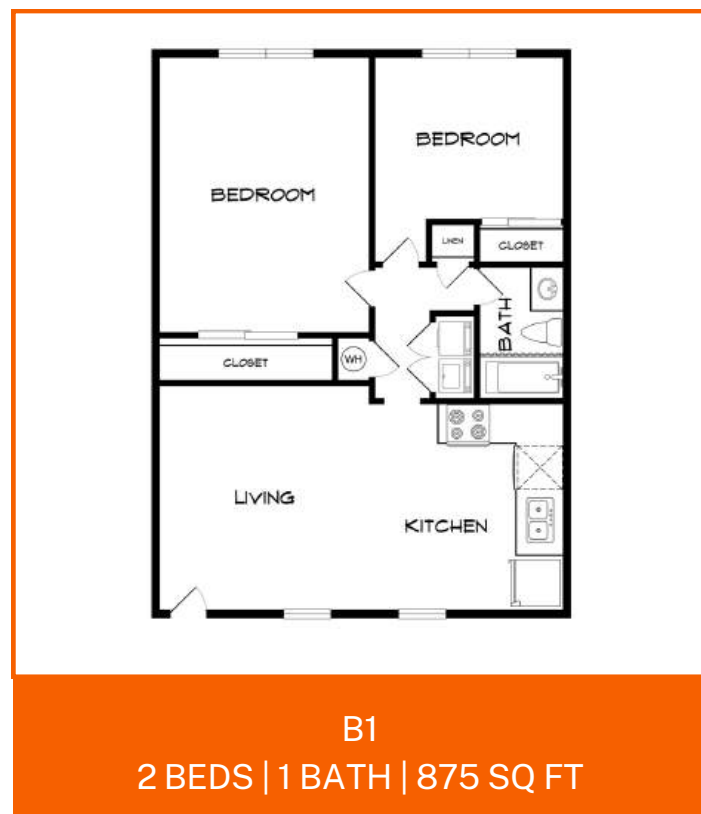 BEDROOM
BEDROOM
LINEN
CLOSET
BATH
WH
CLOSET
LIVING
KITCHEN
B1
2 BEDS | 1 BATH | 875 SQ FT